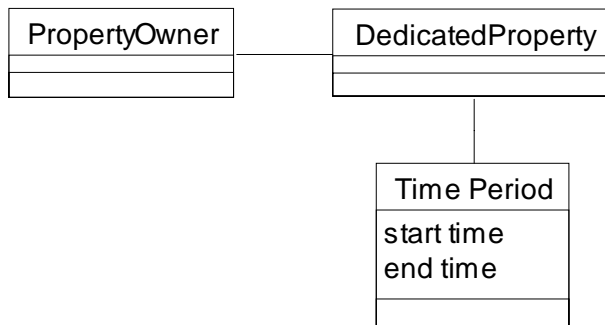 PropertyOwner
DedicatedProperty
Time Period
start time
end time